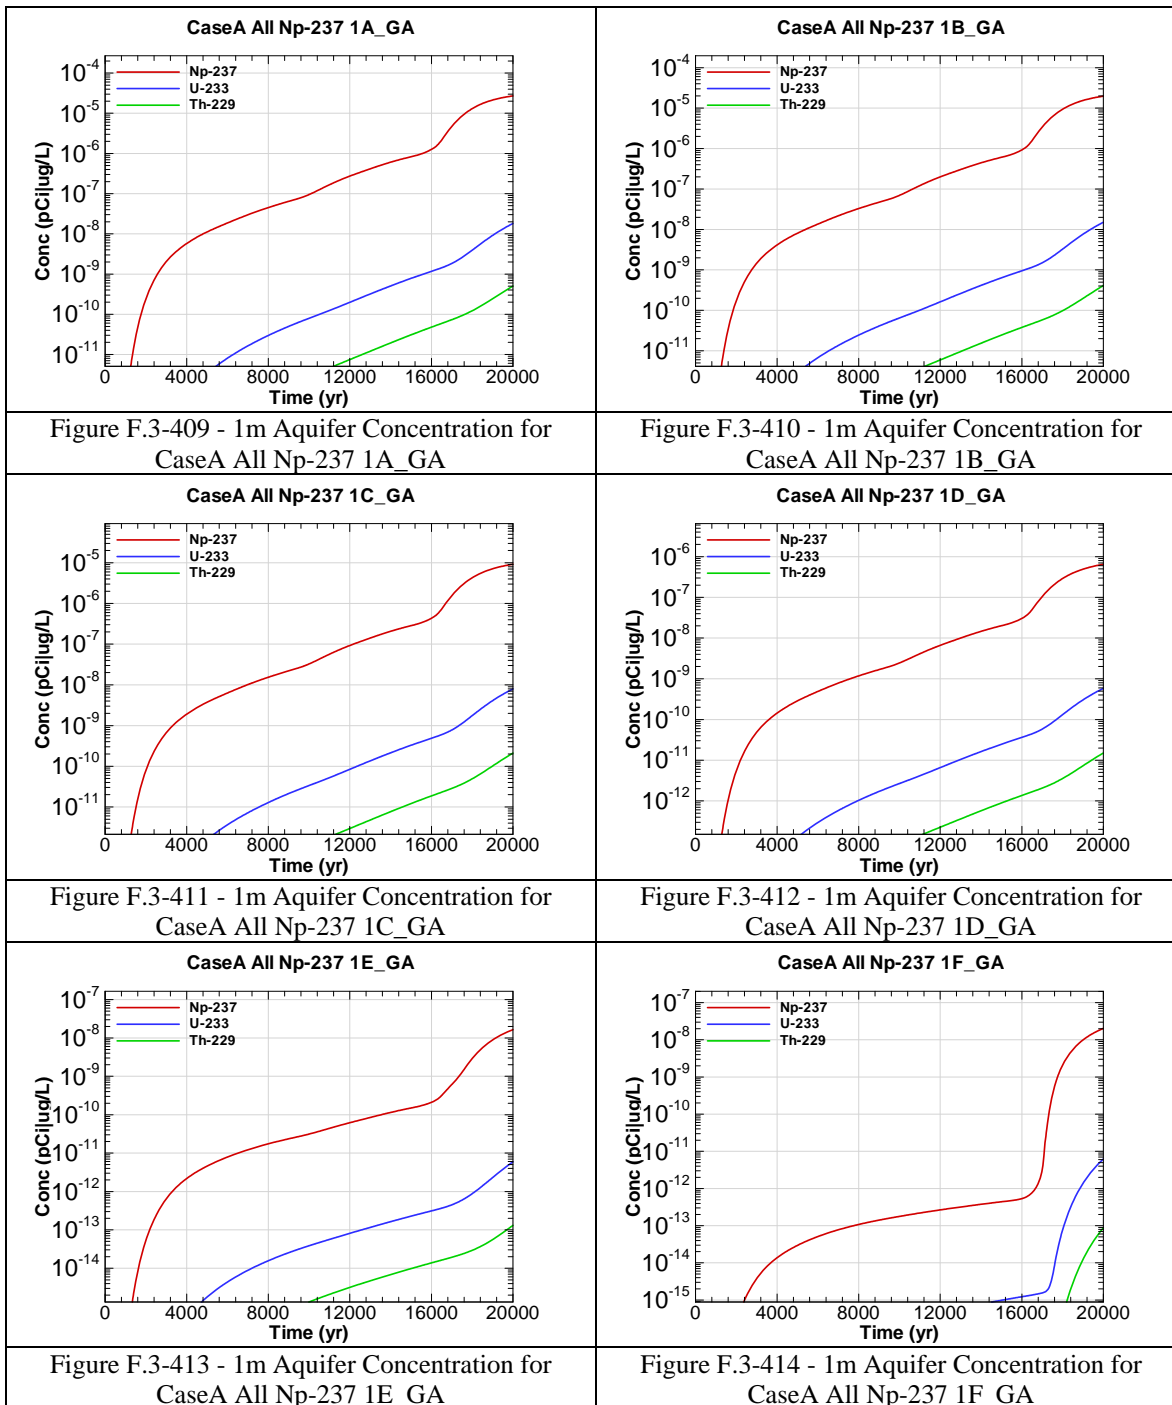 CaseA All Np-237 1A_GA
Np-237
U-233
Th-229
10-4
10-5
10-6
10-7
10-8
10-9
10-10
10-11
Conc (pCi|ug/L)
0 4000 8000 12000 16000 20000
Time (yr)
Figure F.3-409 - 1m Aquifer Concentration for
CaseA All Np-237 1A_GA
CaseA All Np-237 1B_GA
Np-237
U-233
Th-229
10-4
10-5
10-6
10-7
10-8
10-9
10-10
10-11
Conc (pCi|ug/L)
0 4000 8000 12000 16000 20000
Time (yr)
Figure F.3-410 - 1m Aquifer Concentration for
CaseA All Np-237 1B_GA
CaseA All Np-237 1C_GA
Np-237
U-233
Th-229
10-5
10-6
10-7
10-8
10-9
10-10
10-11
Conc (pCi|ug/L)
0 4000 8000 12000 16000 20000
Time (yr)
Figure F.3-411 - 1m Aquifer Concentration for
CaseA All Np-237 1C_GA
CaseA All Np-237 1D_GA
Np-237
U-233
Th-229
10-6
10-7
10-8
10-9
10-10
10-11
10-12
Conc (pCi|ug/L)
0 4000 8000 12000 16000 20000
Time (yr)
Figure F.3-412 - 1m Aquifer Concentration for
CaseA All Np-237 1D_GA
CaseA All Np-237 1E_GA
Np-237
U-233
Th-229
10-7
10-8
10-9
10-10
10-11
10-12
10-13
10-14
Conc (pCi|ug/L)
0 4000 8000 12000 16000 20000
Time (yr)
Figure F.3-413 - 1m Aquifer Concentration for
CaseA All Np-237 1E_GA
CaseA All Np-237 1F_GA
Np-237
U-233
Th-229
10-7
10-8
10-9
10-10
10-11
10-12
10-13
10-14
10-15
Conc (pCi|ug/L)
0 4000 8000 12000 16000 20000
Time (yr)
Figure F.3-414 - 1m Aquifer Concentration for
CaseA All Np-237 1F_GA